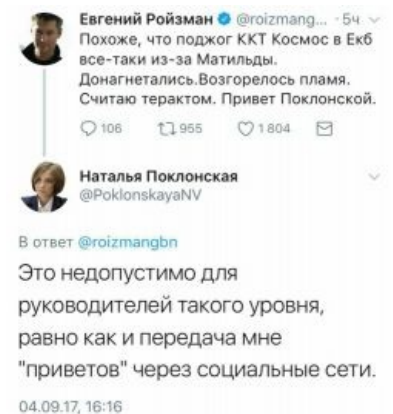 Евгений Ройзман @roizmang... · 5ч
Похоже, что поджог ККТ Космос в Екб
все-таки из-за Матильды.
Донагнетались.Возгорелось пламя.
Считаю терактом. Привет Поклонской.
106 955 1 804
Наталья Поклонская
@PoklonskayaNV
В ответ @roizmangbn
Это недопустимо для
руководителей такого уровня,
равно как и передача мне
"приветов" через социальные сети.
04.09.17, 16:16